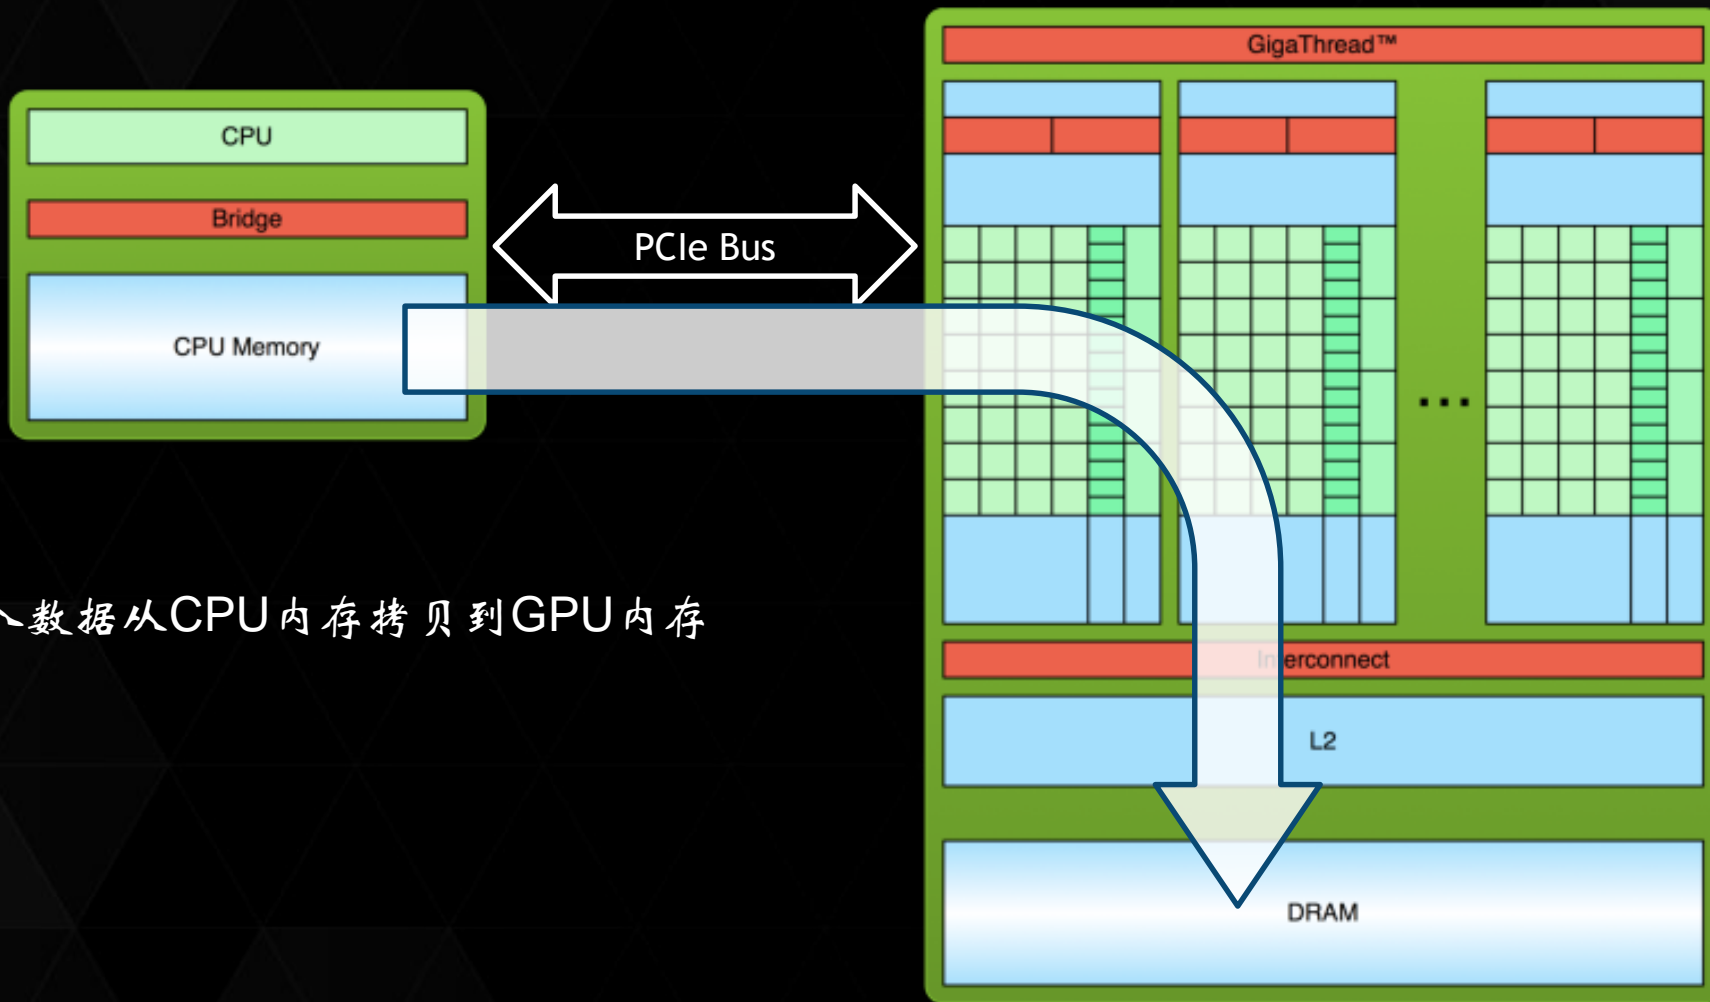 GigaThread™
CPU
Bridge
PCIe Bus
CPU Memory
...
数据从CPU内存拷贝到GPU内存
Interconnect
L2
DRAM